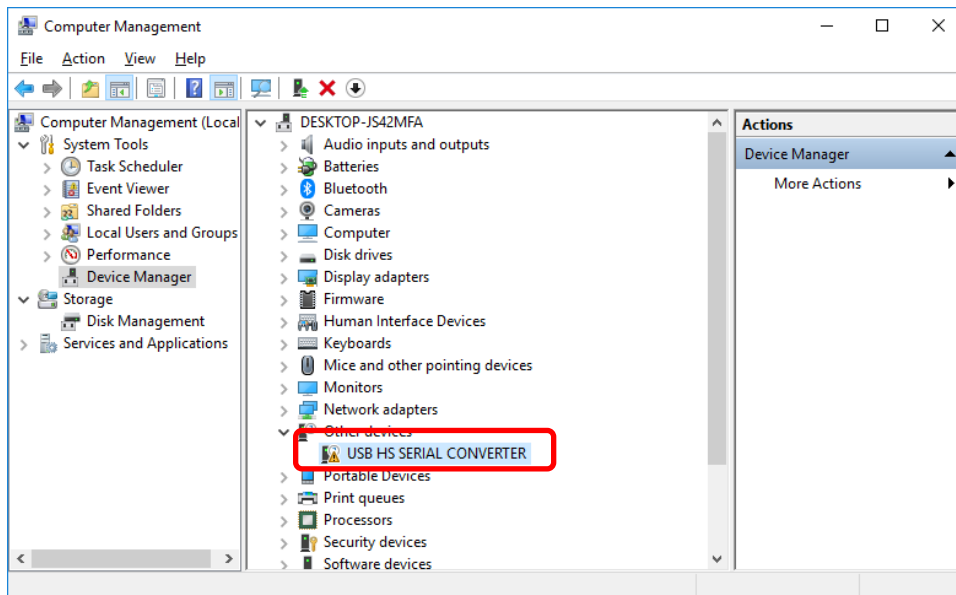 Computer Management
File Action View Help
Computer Management (Local
System Tools
Task Scheduler
Event Viewer
Shared Folders
Local Users and Groups
Performance
Device Manager
Storage
Disk Management
Services and Applications
DESKTOP-JS42MFA
Audio inputs and outputs
Batteries
Bluetooth
Cameras
Computer
Disk drives
Display adapters
Firmware
Human Interface Devices
Keyboards
Mice and other pointing devices
Monitors
Network adapters
Other devices
USB HS SERIAL CONVERTER
Portable Devices
Print queues
Processors
Security devices
Software devices
Actions
Device Manager
More Actions